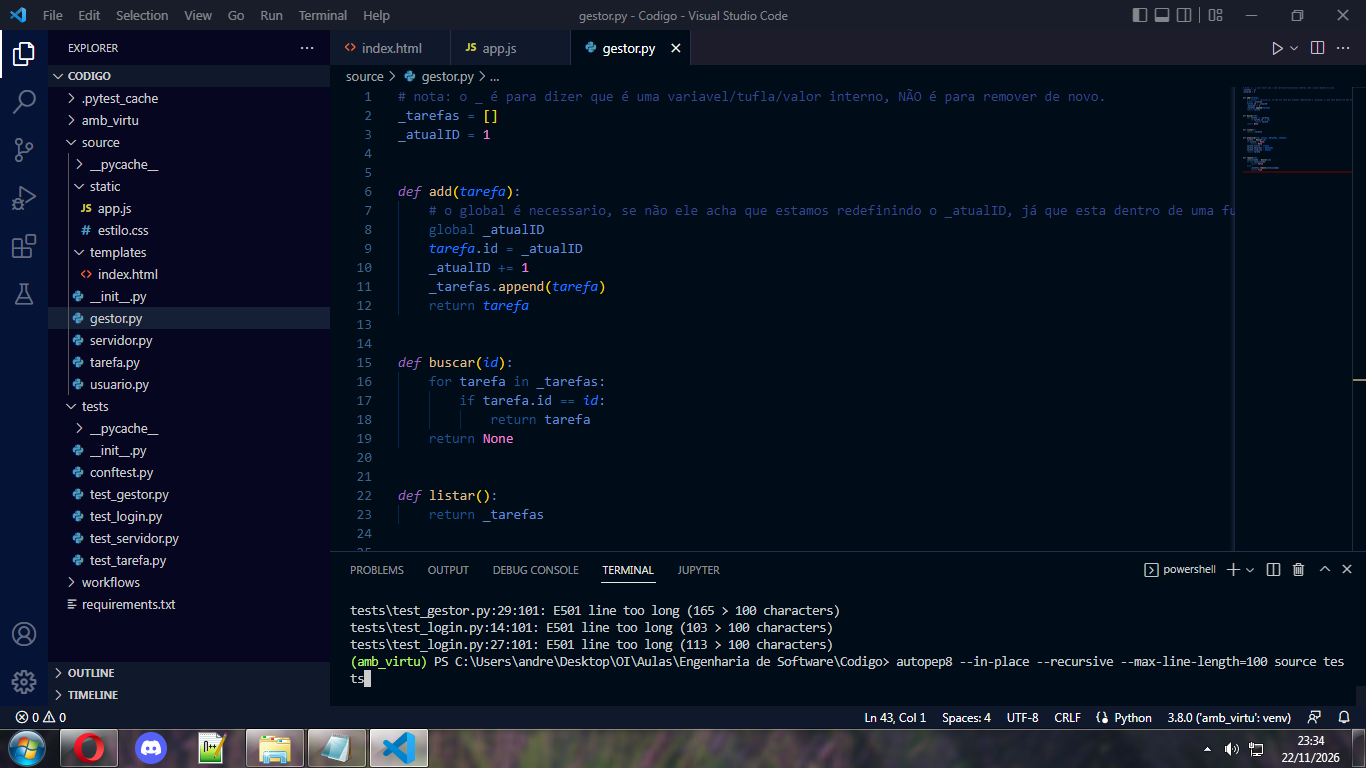 File Edit Selection View Go Run Terminal Help gestor.py - Codigo - Visual Studio Code
EXPLORER
CODIGO
.pytest_cache
amb_virtu
source
__pycache__
static
JS app.js
# estilo.css
templates
<> index.html
__init__.py
gestor.py
servidor.py
tarefa.py
usuario.py
tests
__pycache__
__init__.py
conftest.py
test_gestor.py
test_login.py
test_servidor.py
test_tarefa.py
workflows
requirements.txt
OUTLINE
TIMELINE
<> index.html JS app.js gestor.py
source > gestor.py > ...
1 # nota: o _ é para dizer que é uma variavel/tufla/valor interno, NÃO é para remover de novo.
2 _tarefas = []
3 _atualID = 1
4
5
6 def add(tarefa):
7 # o global é necessario, se não ele acha que estamos redefinindo o _atualID, já que esta dentro de uma fu
8 global _atualID
9 tarefa.id = _atualID
10 _atualID += 1
11 _tarefas.append(tarefa)
12 return tarefa
13
14
15 def buscar(id):
16 for tarefa in _tarefas:
17 if tarefa.id == id:
18 return tarefa
19 return None
20
21
22 def listar():
23 return _tarefas
24
PROBLEMS OUTPUT DEBUG CONSOLE TERMINAL JUPYTER powershell
tests\test_gestor.py:29:101: E501 line too long (165 > 100 characters)
tests\test_login.py:14:101: E501 line too long (103 > 100 characters)
tests\test_login.py:27:101: E501 line too long (113 > 100 characters)
(amb_virtu) PS C:\Users\andre\Desktop\OI\Aulas\Engenharia de Software\Codigo> autopep8 --in-place --recursive --max-line-length=100 source tes
ts
0 0 Ln 43, Col 1 Spaces: 4 UTF-8 CRLF Python 3.8.0 ('amb_virtu': venv)
23:34
22/11/2026